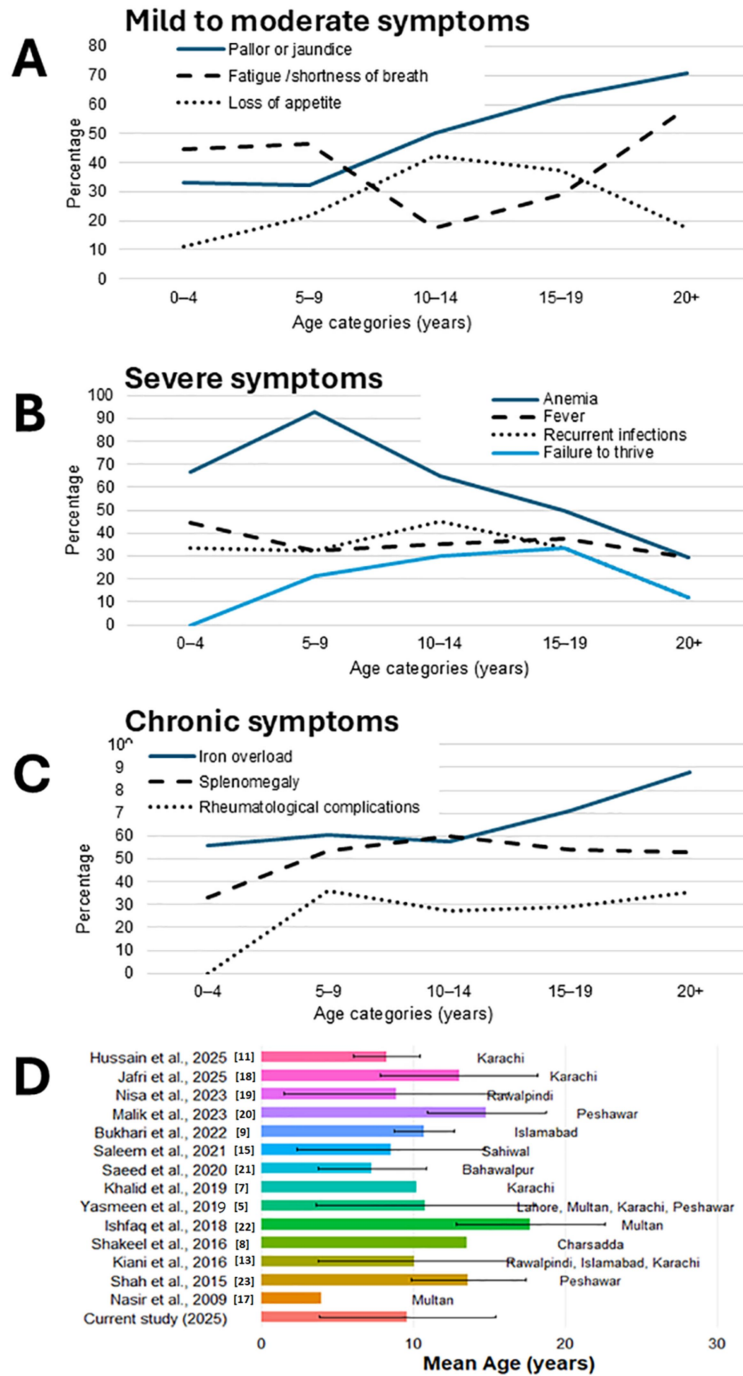 Mild to moderate symptoms
A
80
Pallor or jaundice
70
Fatigue /shortness of breath
60
Loss of appetite
50
40
30
20
10
0
Percentage
0–4 5–9 10–14 15–19 20+
Age categories (years)
Severe symptoms
B
100
Anemia
90
Fever
80
Recurrent infections
70
Failure to thrive
60
50
40
30
20
10
0
Percentage
0–4 5–9 10–14 15–19 20+
Age categories (years)
Chronic symptoms
C
Iron overload
9
Splenomegaly
8
Rheumatological complications
7
60
50
40
30
20
10
0
Percentage
0–4 5–9 10–14 15–19 20+
Age categories (years)
D
Hussain et al., 2025 [11] Karachi
Jafri et al., 2025 [18] Karachi
Nisa et al., 2023 [19] Rawalpindi
Malik et al., 2023 [20] Peshawar
Bukhari et al., 2022 [9] Islamabad
Saleem et al., 2021 [15] Sahiwal
Saeed et al., 2020 [21] Bahawalpur
Khalid et al., 2019 [7] Karachi
Yasmeen et al., 2019 [5] Lahore, Multan, Karachi, Peshawar
Ishfaq et al., 2018 [22] Multan
Shakeel et al., 2016 [8] Charsadda
Kiani et al., 2016 [13] Rawalpindi, Islamabad, Karachi
Shah et al., 2015 [23] Peshawar
Nasir et al., 2009 [17] Multan
Current study (2025)
0 10 20 30
Mean Age (years)